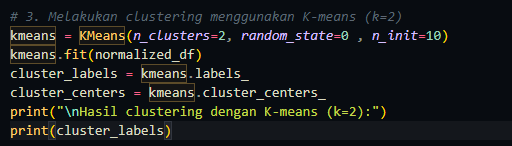 # 3. Melakukan clustering menggunakan K-means (k=2)
kmeans = KMeans(n_clusters=2, random_state=0 , n_init=10)
kmeans.fit(normalized_df)
cluster_labels = kmeans.labels_
cluster_centers = kmeans.cluster_centers_
print("\nHasil clustering dengan K-means (k=2):")
print(cluster_labels)